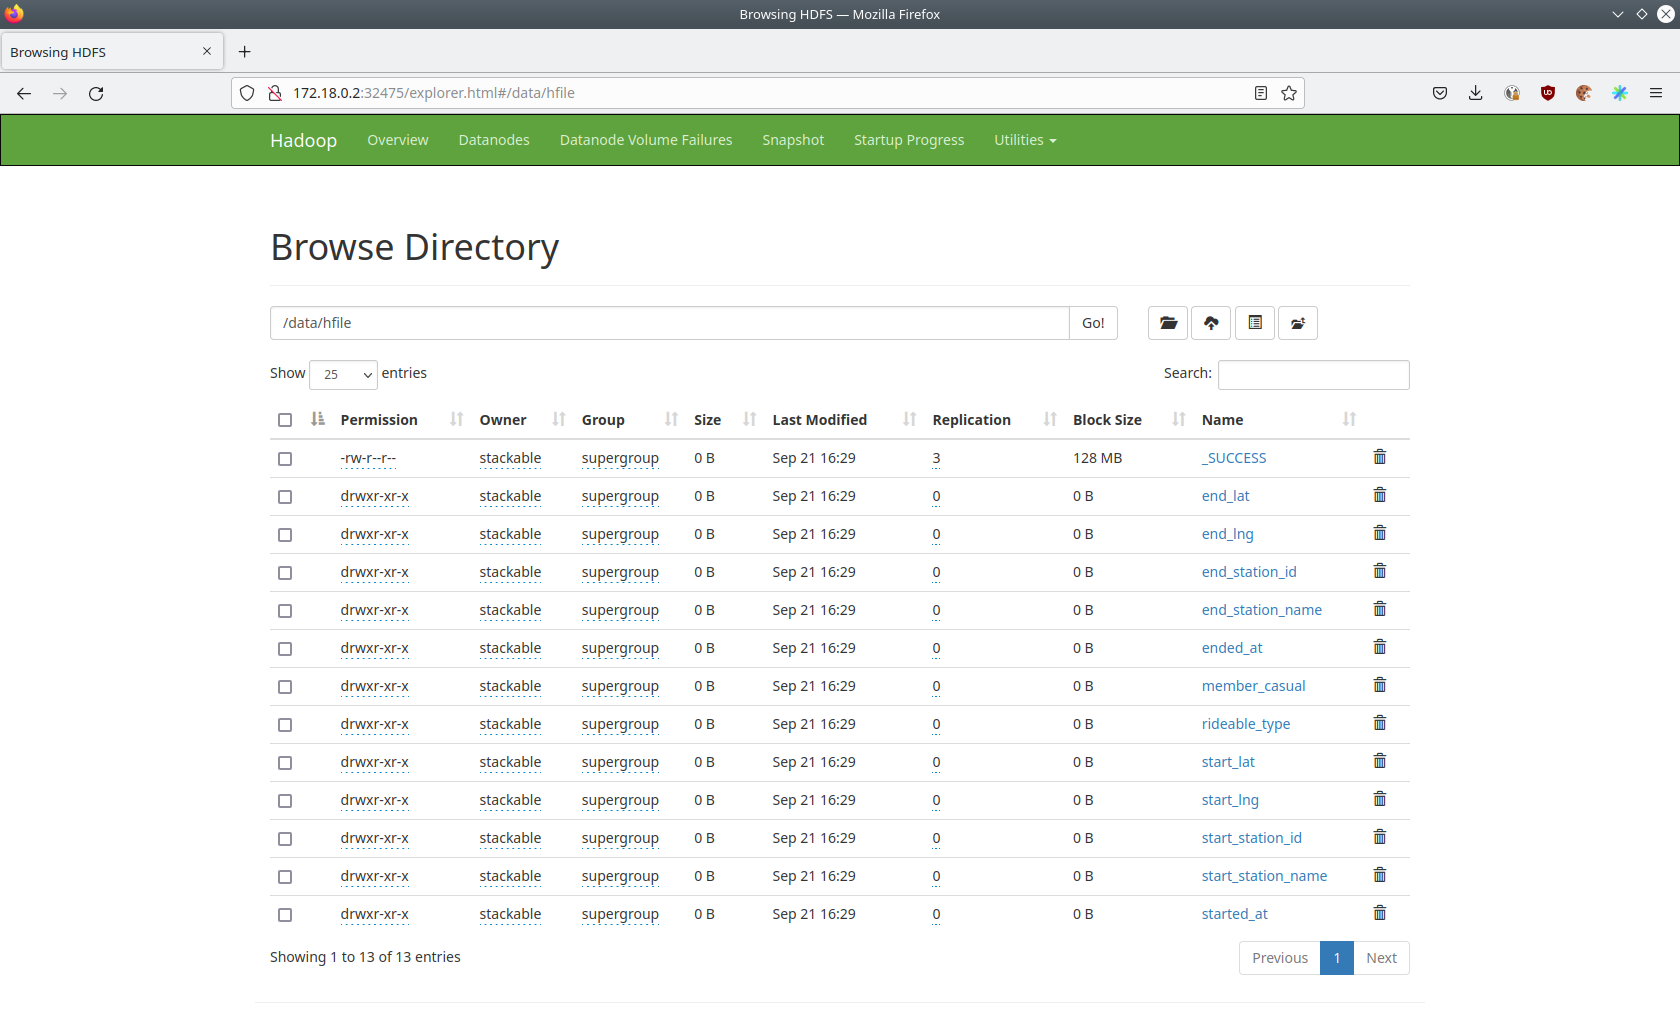 Browsing HDFS — Mozilla Firefox
Browsing HDFS
172.18.0.2:32475/explorer.html#/data/hfile
Hadoop Overview Datanodes Datanode Volume Failures Snapshot Startup Progress Utilities
Browse Directory
/data/hfile Go!
Show 25 entries Search:
Permission Owner Group Size Last Modified Replication Block Size Name
-rw-r--r-- stackable supergroup 0 B Sep 21 16:29 3 128 MB _SUCCESS
drwxr-xr-x stackable supergroup 0 B Sep 21 16:29 0 0 B end_lat
drwxr-xr-x stackable supergroup 0 B Sep 21 16:29 0 0 B end_lng
drwxr-xr-x stackable supergroup 0 B Sep 21 16:29 0 0 B end_station_id
drwxr-xr-x stackable supergroup 0 B Sep 21 16:29 0 0 B end_station_name
drwxr-xr-x stackable supergroup 0 B Sep 21 16:29 0 0 B ended_at
drwxr-xr-x stackable supergroup 0 B Sep 21 16:29 0 0 B member_casual
drwxr-xr-x stackable supergroup 0 B Sep 21 16:29 0 0 B rideable_type
drwxr-xr-x stackable supergroup 0 B Sep 21 16:29 0 0 B start_lat
drwxr-xr-x stackable supergroup 0 B Sep 21 16:29 0 0 B start_lng
drwxr-xr-x stackable supergroup 0 B Sep 21 16:29 0 0 B start_station_id
drwxr-xr-x stackable supergroup 0 B Sep 21 16:29 0 0 B start_station_name
drwxr-xr-x stackable supergroup 0 B Sep 21 16:29 0 0 B started_at
Showing 1 to 13 of 13 entries Previous 1 Next